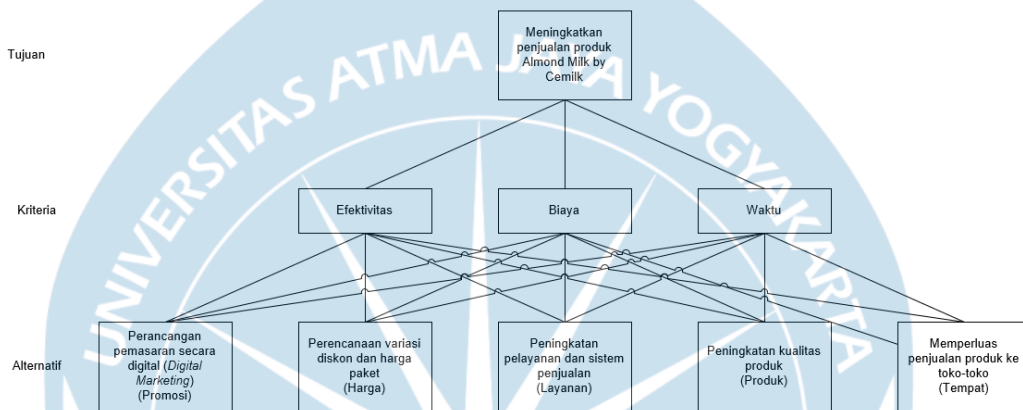 UNIVERSITAS ATMA JAYA YOGYAKARTA
Tujuan
Meningkatkan
penjualan produk
Almond Milk by
Cemilk
Kriteria
Efektivitas
Biaya
Waktu
Alternatif
Perancangan
pemasaran secara
digital (Digital
Marketing)
(Promosi)
Perencanaan variasi
diskon dan harga
paket
(Harga)
Peningkatan
pelayanan dan sistem
penjualan
(Layanan)
Peningkatan kualitas
produk
(Produk)
Memperluas
penjualan produk ke
toko-toko
(Tempat)